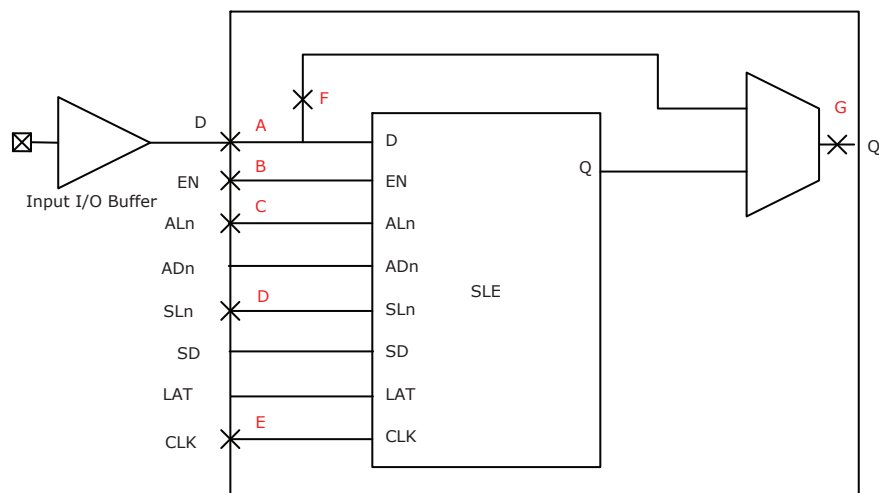 F
G
D
A
D
Q
Q
B
EN
EN
Input I/O Buffer
C
ALn
ALn
ADn
ADn
SLE
D
SLn
SLn
SD
SD
LAT
LAT
E
CLK
CLK